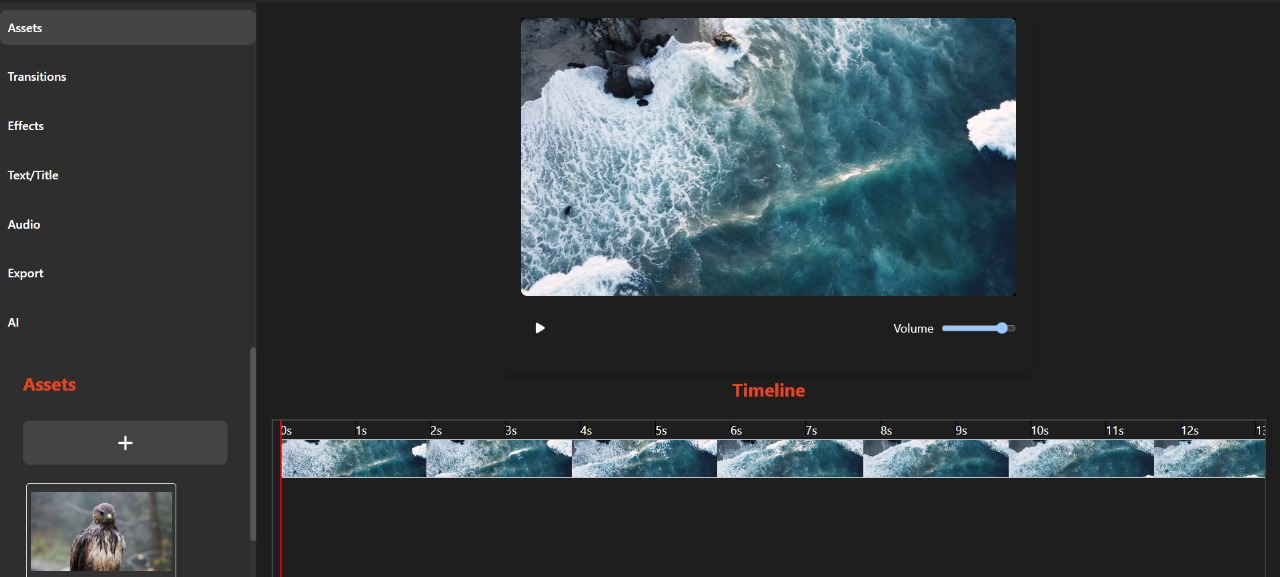 Assets
Transitions
Effects
Text/Title
Audio
Export
AI
Assets
+
Volume
Timeline
0s 1s 2s 3s 4s 5s 6s 7s 8s 9s 10s 11s 12s